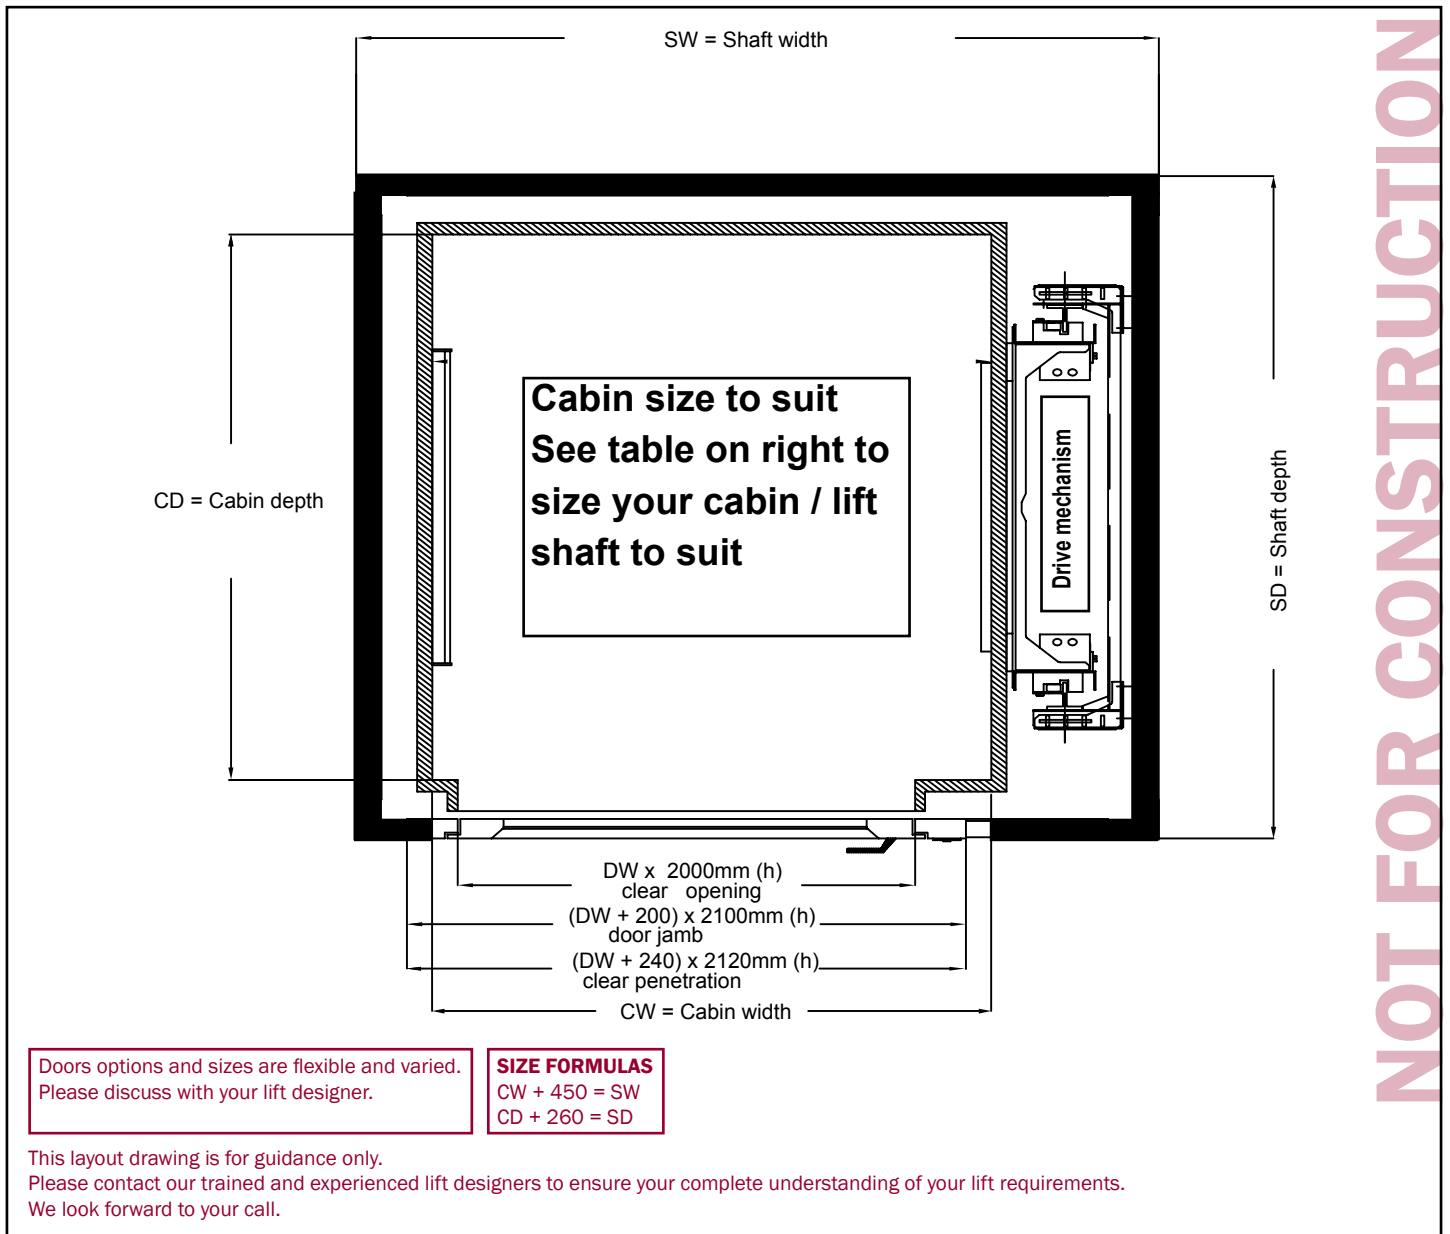 SW = Shaft width
NOT FOR CONSTRUCTION
Cabin size to suit
See table on right to
size your cabin / lift
shaft to suit
CD = Cabin depth
Drive mechanism
SD = Shaft depth
DW x 2000mm (h)
clear opening
(DW + 200) x 2100mm (h)
door jamb
(DW + 240) x 2120mm (h)
clear penetration
CW = Cabin width
Doors options and sizes are flexible and varied.
Please discuss with your lift designer.
SIZE FORMULAS
CW + 450 = SW
CD + 260 = SD
This layout drawing is for guidance only.
Please contact our trained and experienced lift designers to ensure your complete understanding of your lift requirements.
We look forward to your call.